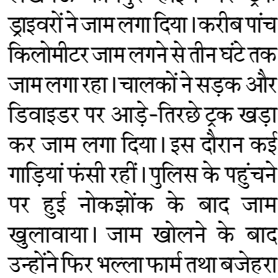 ड्राइवरों ने जाम लगा दिया। करीब पांच
किलोमीटर जाम लगने से तीन घंटे तक
जाम लगा रहा। चालकों ने सड़क और
डिवाइडर पर आड़े-तिरछे ट्रक खड़ा
कर जाम लगा दिया। इस दौरान कई
गाड़ियां फंसी रहीं। पुलिस के पहुंचने
पर हुई नोकझोंक के बाद जाम
खुलावाया। जाम खोलने के बाद
उन्होंने फिर भल्ला फार्म तथा बजेहरा